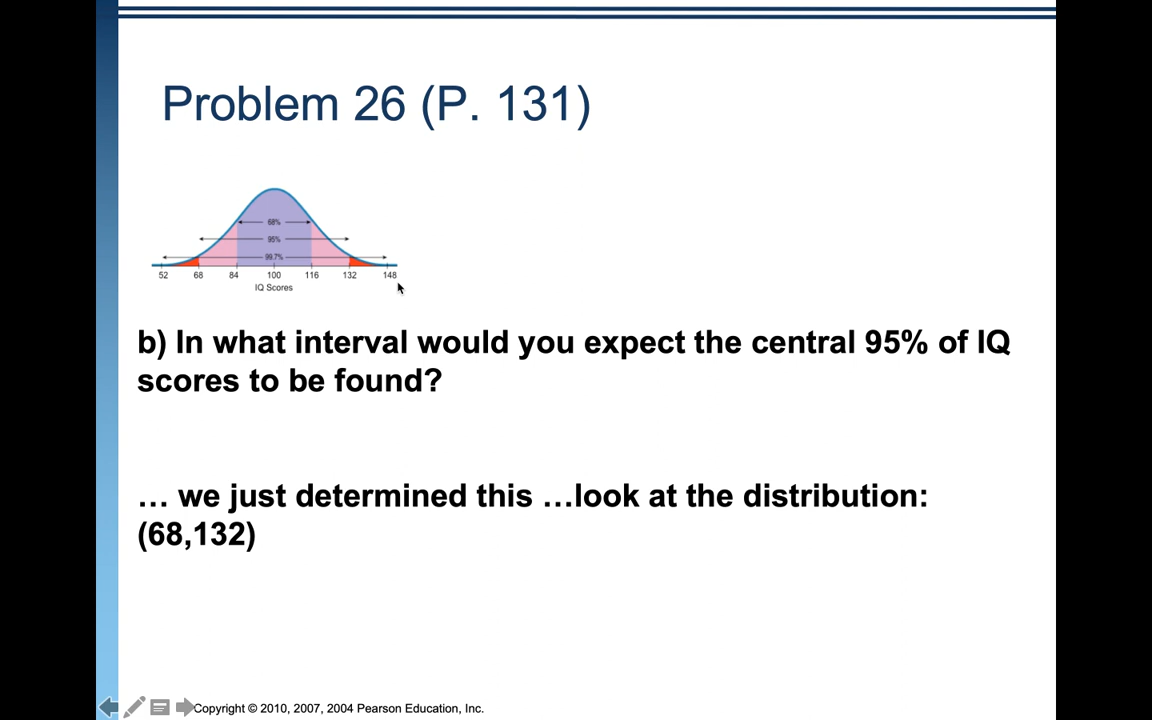 Problem 26 (P. 131)
68%
95%
99.7%
52 68 84 100 116 132 148
IQ Scores
b) In what interval would you expect the central 95% of IQ
scores to be found?
… we just determined this …look at the distribution:
(68,132)
Copyright © 2010, 2007, 2004 Pearson Education, Inc.